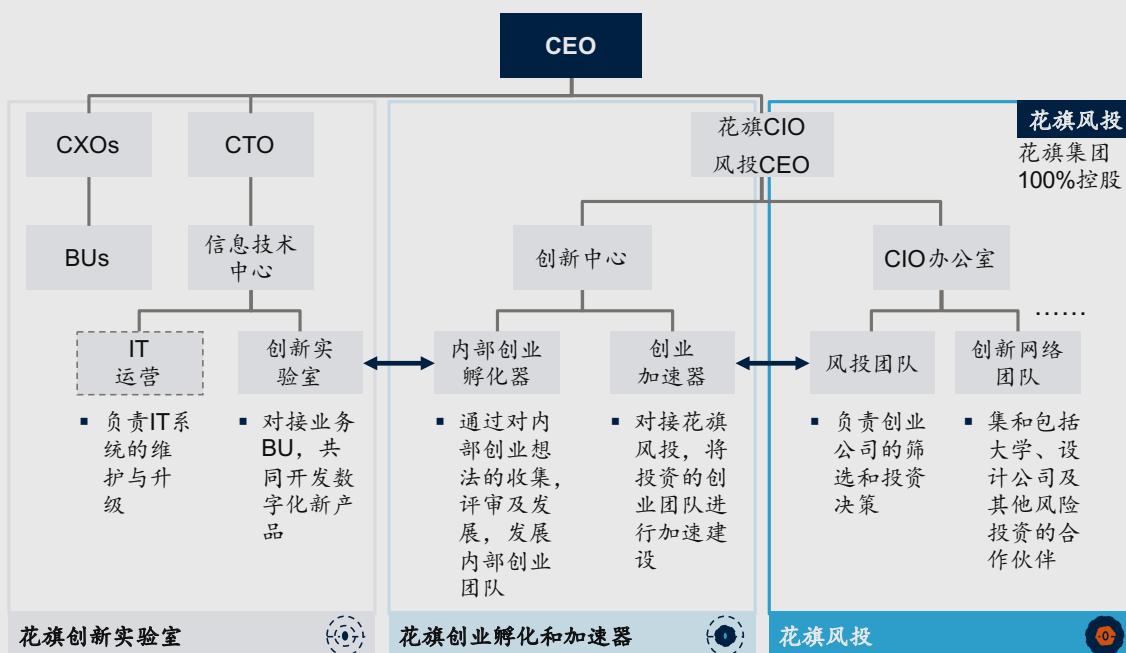 CEO
CXOs
CTO
花旗CIO
风投CEO
花旗风投
花旗集团
100%控股
BUs
信息技术
中心
创新中心
CIO办公室
……
IT
运营
创新实
验室
内部创业
孵化器
创业
加速器
风投团队
创新网络
团队
▪ 负责IT系
统的维
护与升
级
▪ 对接业务
BU，共
同开发数
字化新产
品
▪ 通过对内
部创业想
法的收集，
评审及发
展，发展
内部创业
团队
▪ 对接花旗
风投，将
投资的创
业团队进
行加速建
设
▪ 负责创业
公司的筛
选和投资
决策
▪ 集和包括
大学、设
计公司及
其他风险
投资的合
作伙伴
花旗创新实验室
花旗创业孵化和加速器
花旗风投